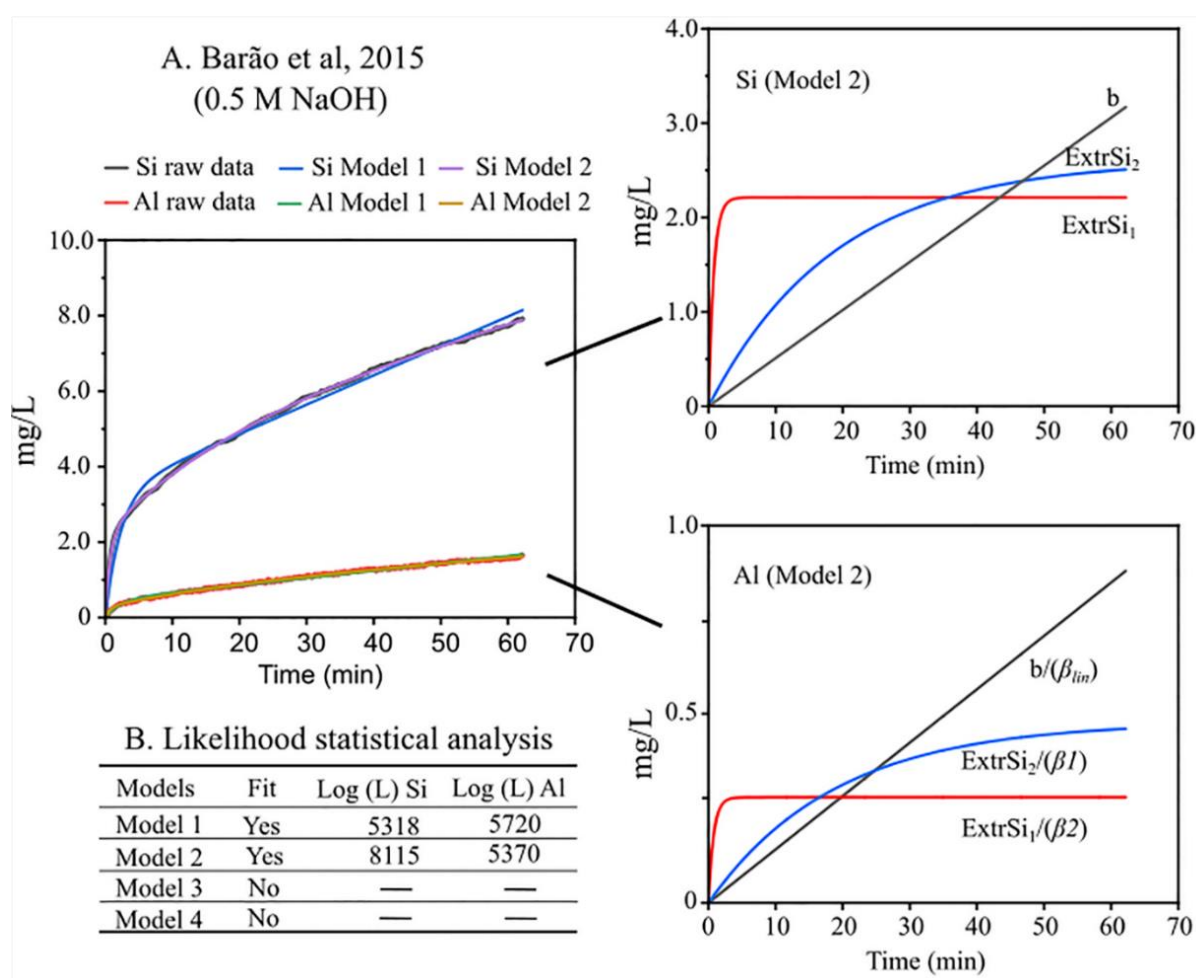 A. Barão et al, 2015
(0.5 M NaOH)
Si raw data Si Model 1 Si Model 2
Al raw data Al Model 1 Al Model 2
10.0
8.0
6.0
4.0
2.0
0
mg/L
0 10 20 30 40 50 60 70
Time (min)
B. Likelihood statistical analysis
Models Fit Log (L) Si Log (L) Al
Model 1 Yes 5318 5720
Model 2 Yes 8115 5370
Model 3 No — —
Model 4 No — —
4.0
3.0
2.0
1.0
0
mg/L
Si (Model 2)
b
ExtrSi₂
ExtrSi₁
0 10 20 30 40 50 60 70
Time (min)
1.0
0.5
0
mg/L
Al (Model 2)
b/(βlin)
ExtrSi₂/(β1)
ExtrSi₁/(β2)
0 10 20 30 40 50 60 70
Time (min)